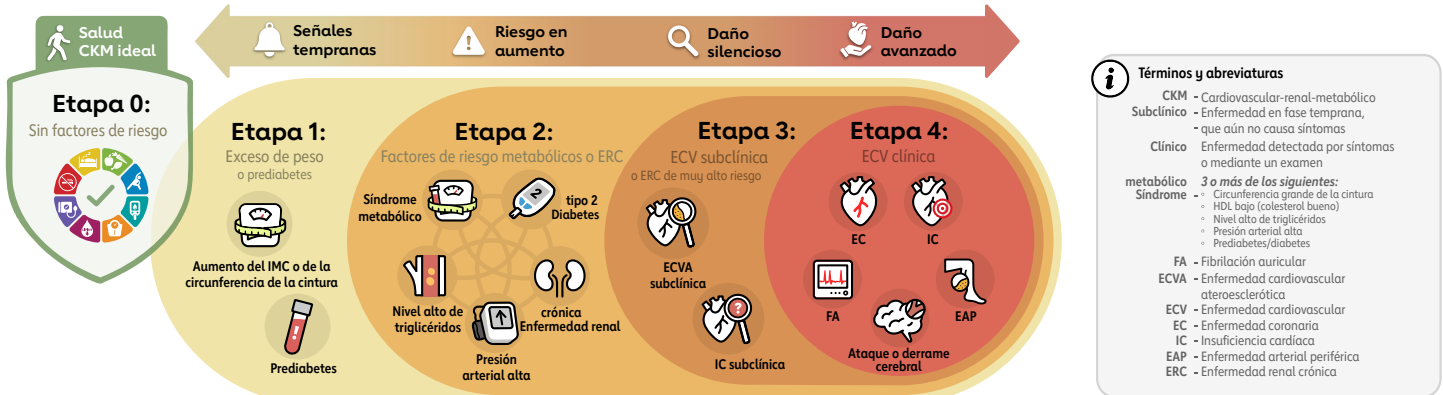 Salud
CKM ideal
Señales
tempranas
Riesgo en
aumento
Daño
silencioso
Daño
avanzado
Etapa 0:
Sin factores de riesgo
Etapa 1:
Exceso de peso
o prediabetes
Aumento del IMC o de la
circunferencia de la cintura
Prediabetes
Etapa 2:
Factores de riesgo metabólicos o ERC
Síndrome
metabólico
2
tipo 2
Diabetes
Nivel alto de
triglicéridos
crónica
Enfermedad renal
Presión
arterial alta
Etapa 3:
ECV subclínica
o ERC de muy alto riesgo
ECVA
subclínica
?
IC subclínica
Etapa 4:
ECV clínica
EC
IC
FA
EAP
Ataque o derrame
cerebral
i
Términos y abreviaturas
CKM - Cardiovascular-renal-metabólico
Subclínico - Enfermedad en fase temprana,
- que aún no causa síntomas
Clínico Enfermedad detectada por síntomas
o mediante un examen
metabólico 3 o más de los siguientes:
Síndrome - ◦ Circunferencia grande de la cintura
◦ HDL bajo (colesterol bueno)
◦ Nivel alto de triglicéridos
◦ Presión arterial alta
◦ Prediabetes/diabetes
FA - Fibrilación auricular
ECVA - Enfermedad cardiovascular
ateroesclerótica
ECV - Enfermedad cardiovascular
EC - Enfermedad coronaria
IC - Insuficiencia cardíaca
EAP - Enfermedad arterial periférica
ERC - Enfermedad renal crónica